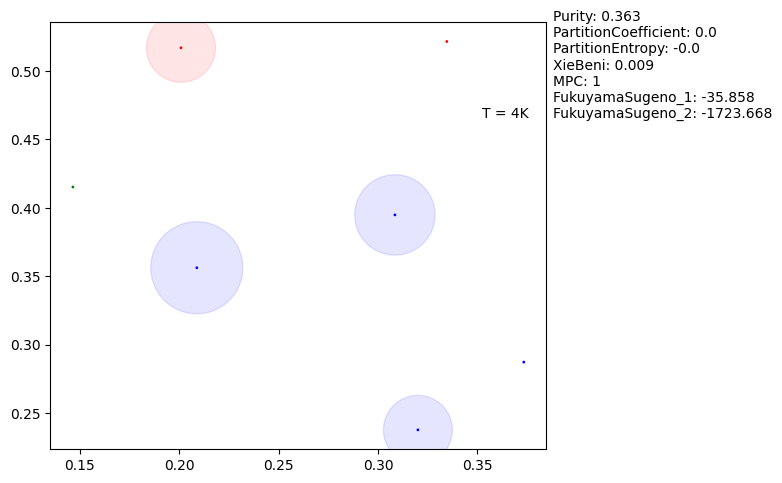 Purity: 0.363
PartitionCoefficient: 0.0
PartitionEntropy: -0.0
XieBeni: 0.009
MPC: 1
FukuyamaSugeno_1: -35.858
FukuyamaSugeno_2: -1723.668
T = 4K
0.50
0.45
0.40
0.35
0.30
0.25
0.15
0.20
0.25
0.30
0.35